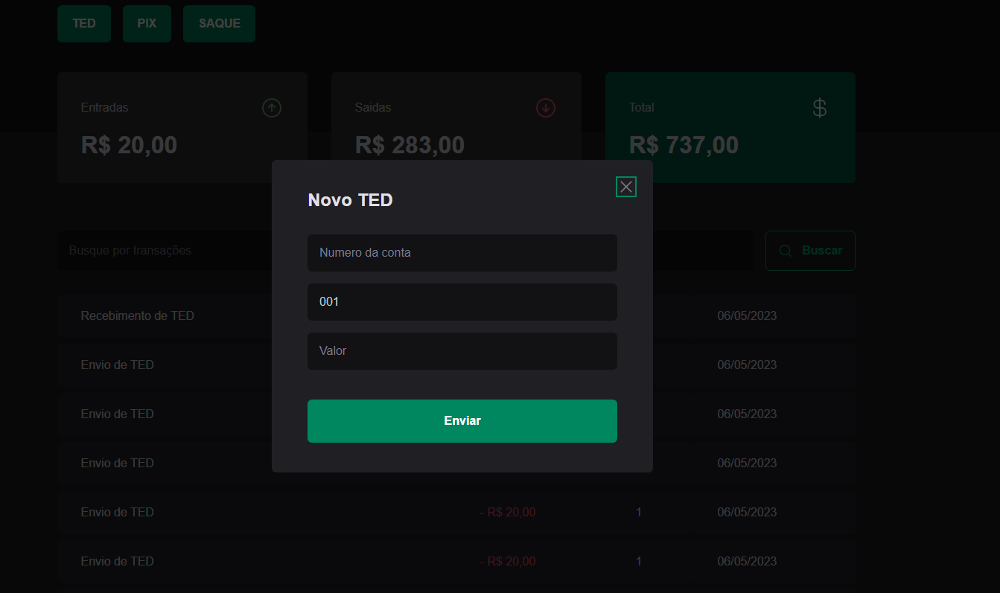 TED PIX SAQUE
Entradas Saidas Total
R$ 20,00 R$ 283,00 R$ 737,00
Novo TED
Numero da conta
001
Valor
Enviar
Busque por transações Buscar
Recebimento de TED 06/05/2023
Envio de TED 06/05/2023
Envio de TED 06/05/2023
Envio de TED 06/05/2023
Envio de TED - R$ 20,00 1 06/05/2023
Envio de TED - R$ 20,00 1 06/05/2023